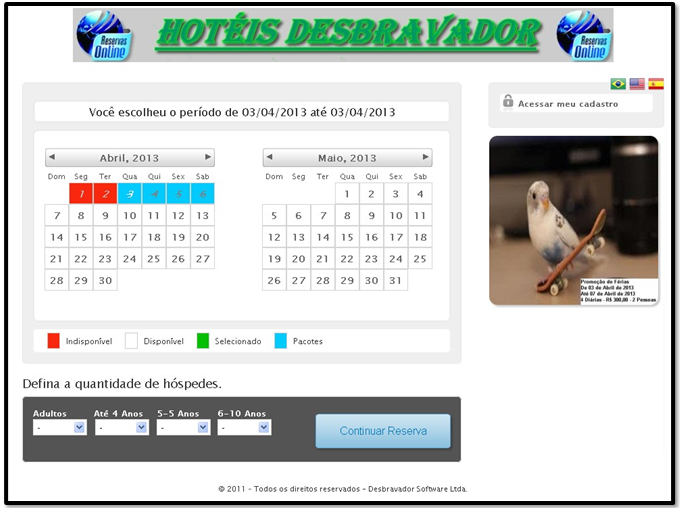 Reservas Online
HOTÉIS DESBRAVADOR
Reservas Online
Você escolheu o período de 03/04/2013 até 03/04/2013
Abril, 2013
Dom Seg Ter Qua Qui Sex Sab
1 2 3 4 5 6
7 8 9 10 11 12 13
14 15 16 17 18 19 20
21 22 23 24 25 26 27
28 29 30
Maio, 2013
Dom Seg Ter Qua Qui Sex Sab
1 2 3 4
5 6 7 8 9 10 11
12 13 14 15 16 17 18
19 20 21 22 23 24 25
26 27 28 29 30 31
Indisponível Disponível Selecionado Pacotes
Acessar meu cadastro
Promoção de Férias
De 03 de Abril de 2013
Até 07 de Abril de 2013
4 Diárias - R$ 300,00 - 2 Pessoas
Defina a quantidade de hóspedes.
Adultos Até 4 Anos 5-5 Anos 6-10 Anos
- - - -
Continuar Reserva
© 2011 - Todos os direitos reservados - Desbravador Software Ltda.